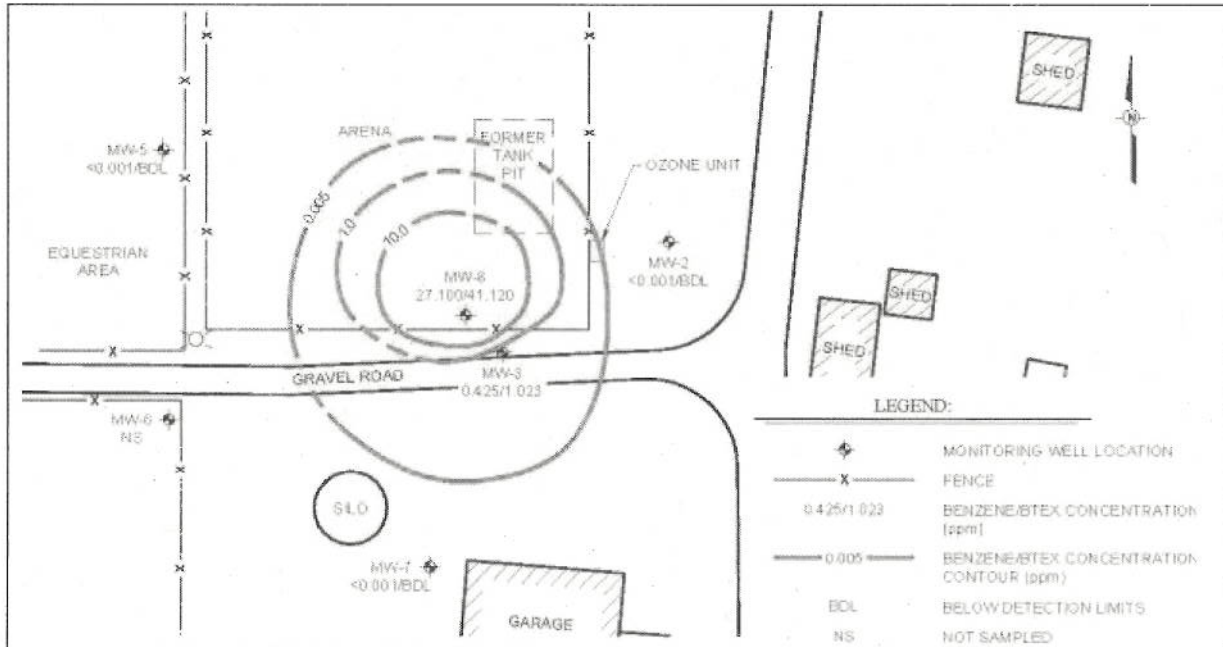 SHED
N
ARENA
FORMER
TANK
PIT
MW-5
<0.001/BDL
OZONE UNIT
0.005
1.0
10.0
EQUESTRIAN
AREA
MW-2
<0.001/BDL
MW-8
27.100/41.120
SHED
SHED
MW-3
0.425/1.023
GRAVEL ROAD
MW-6
NS
SILO
MW-7
<0.001/BDL
GARAGE
LEGEND:
MONITORING WELL LOCATION
X FENCE
0.425/1.023 BENZENE/BTEX CONCENTRATION
(ppm)
0.005 BENZENE/BTEX CONCENTRATION
CONTOUR (ppm)
BDL BELOW DETECTION LIMITS
NS NOT SAMPLED